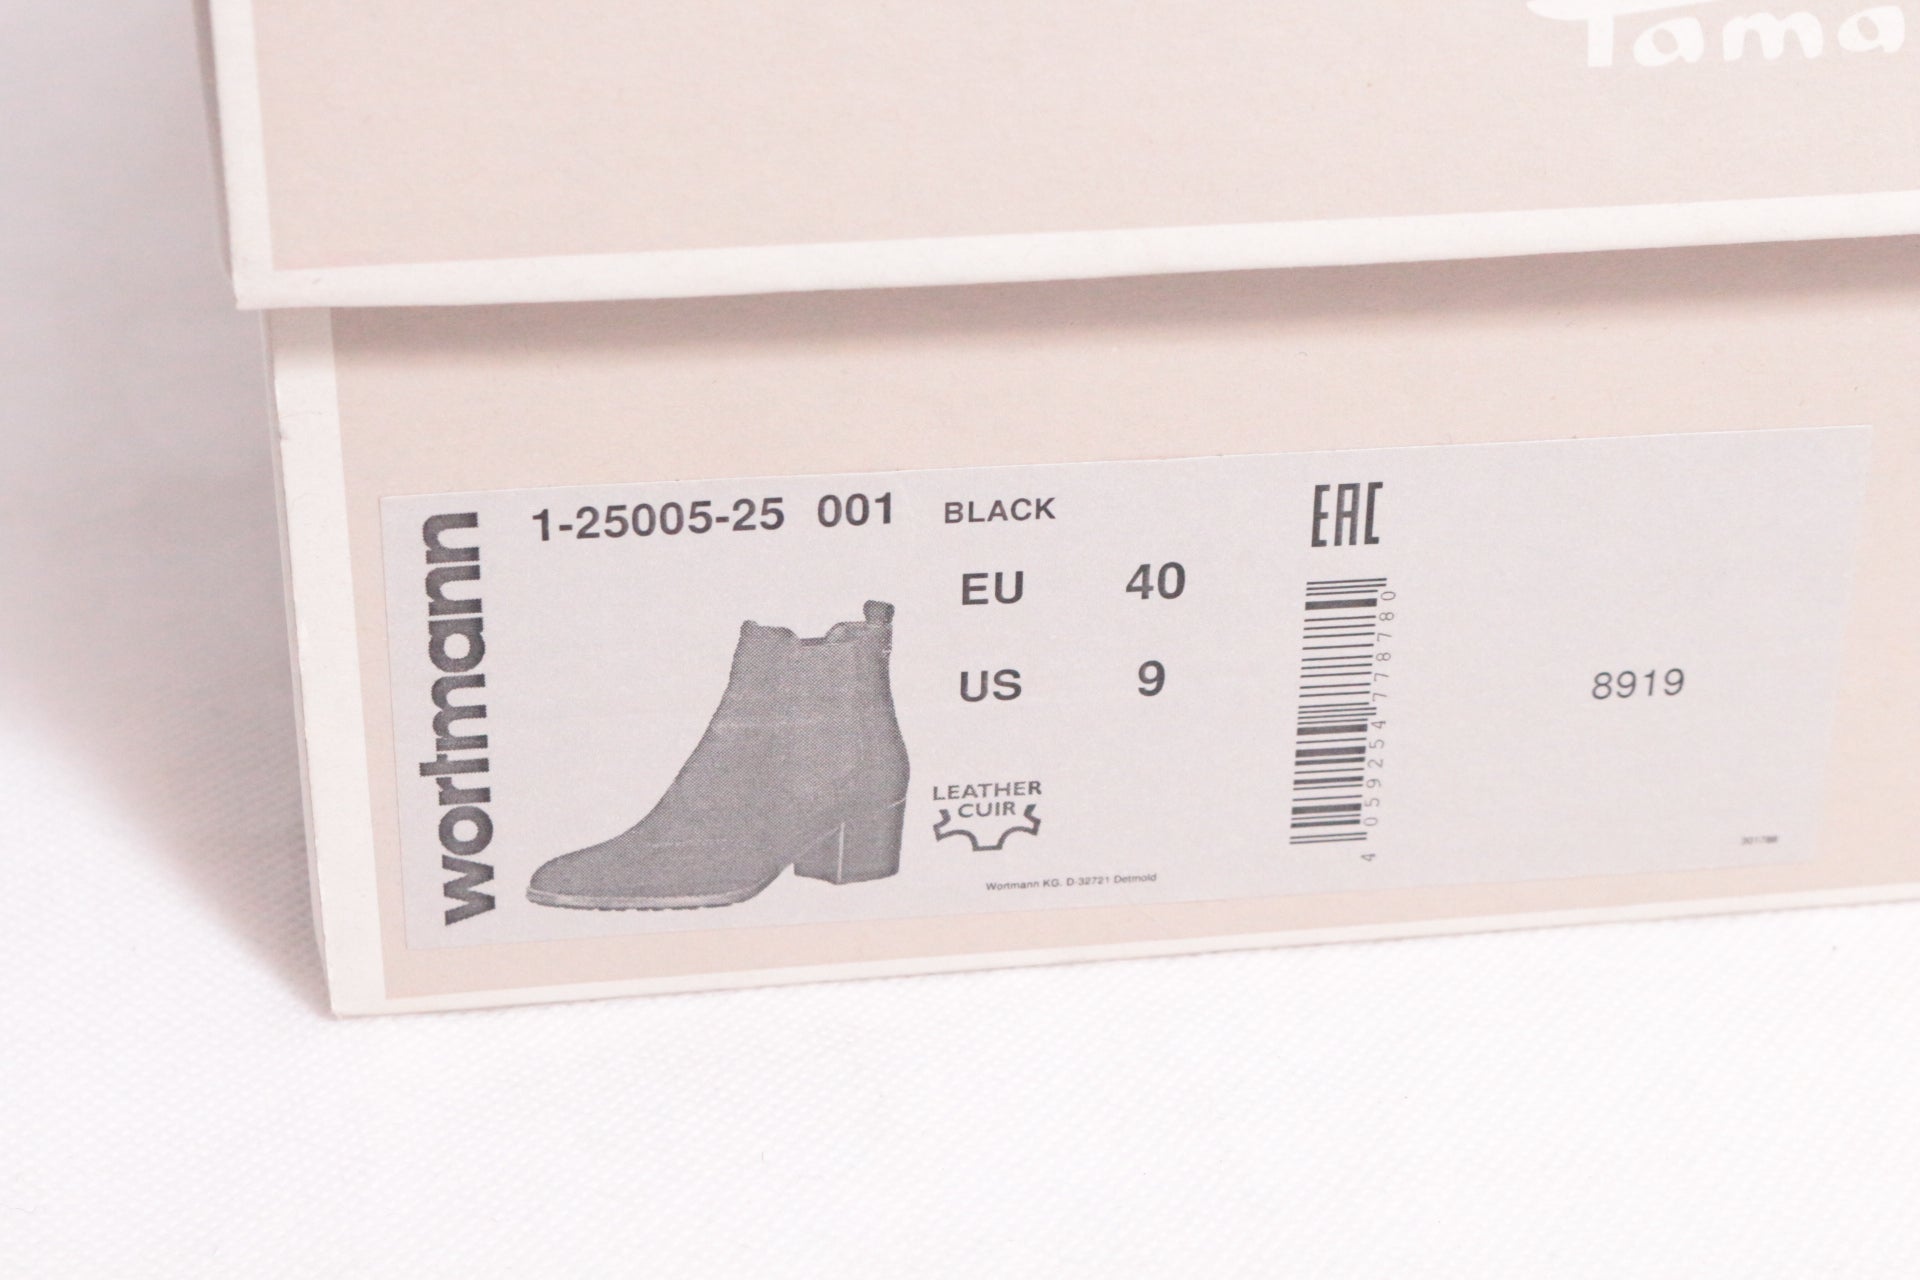 Tama
wortmann
1-25005-25 001 BLACK
EU 40
US 9
LEATHER
CUIR
Wortmann KG. D-32721 Detmold
EAC
4 059254 778780
8919